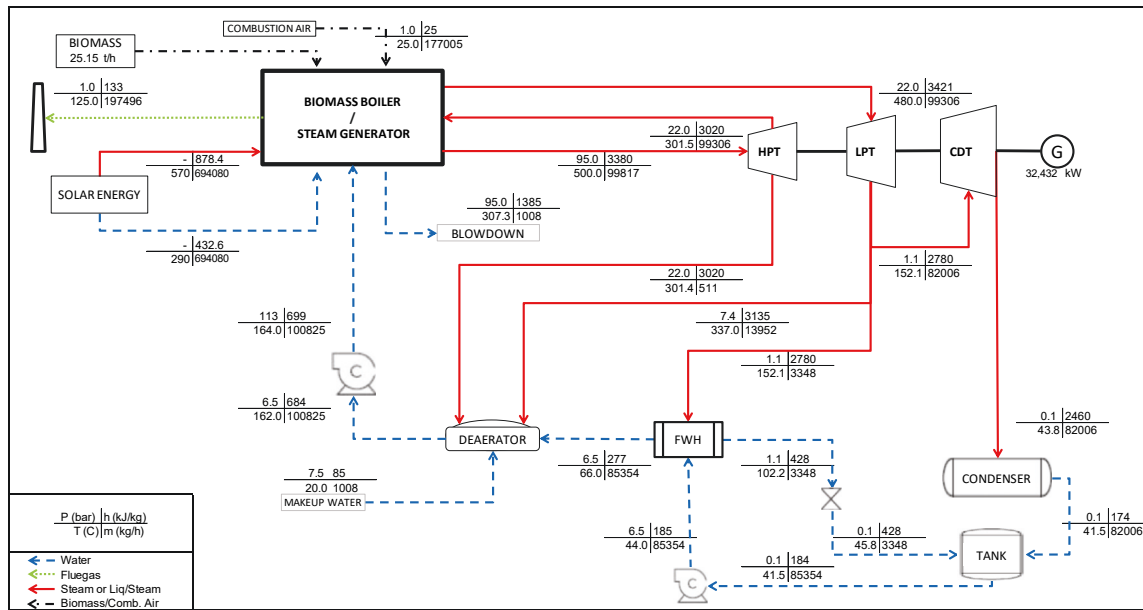 COMBUSTION AIR
1.0 25
25.0 177005
BIOMASS
25.15 t/h
1.0 133
125.0 197496
BIOMASS BOILER
/
STEAM GENERATOR
22.0 3421
480.0 99306
22.0 3020
301.5 99306
HPT
LPT
CDT
G
32,432 kW
- 878.4
570 694080
95.0 3380
500.0 99817
SOLAR ENERGY
95.0 1385
307.3 1008
BLOWDOWN
- 432.6
290 694080
1.1 2780
152.1 82006
22.0 3020
301.4 511
113 699
164.0 100825
7.4 3135
337.0 13952
1.1 2780
152.1 3348
C
6.5 684
162.0 100825
0.1 2460
43.8 82006
DEAERATOR
FWH
6.5 277
66.0 85354
1.1 428
102.2 3348
CONDENSER
7.5 85
20.0 1008
MAKEUP WATER
P (bar) h (kJ/kg)
T (C) m (kg/h)
0.1 174
41.5 82006
6.5 185
44.0 85354
0.1 428
45.8 3348
TANK
0.1 184
41.5 85354
C
Water
Fluegas
Steam or Liq/Steam
Biomass/Comb. Air